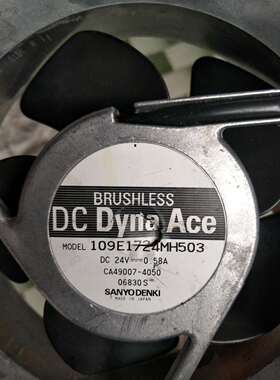 BRUSHLESS
DC Dyna Ace
MODEL 109E1724MH503
DC 24V⎓0.58A
CA49007-4050
06830S
SANYO DENKI
MADE IN JAPAN